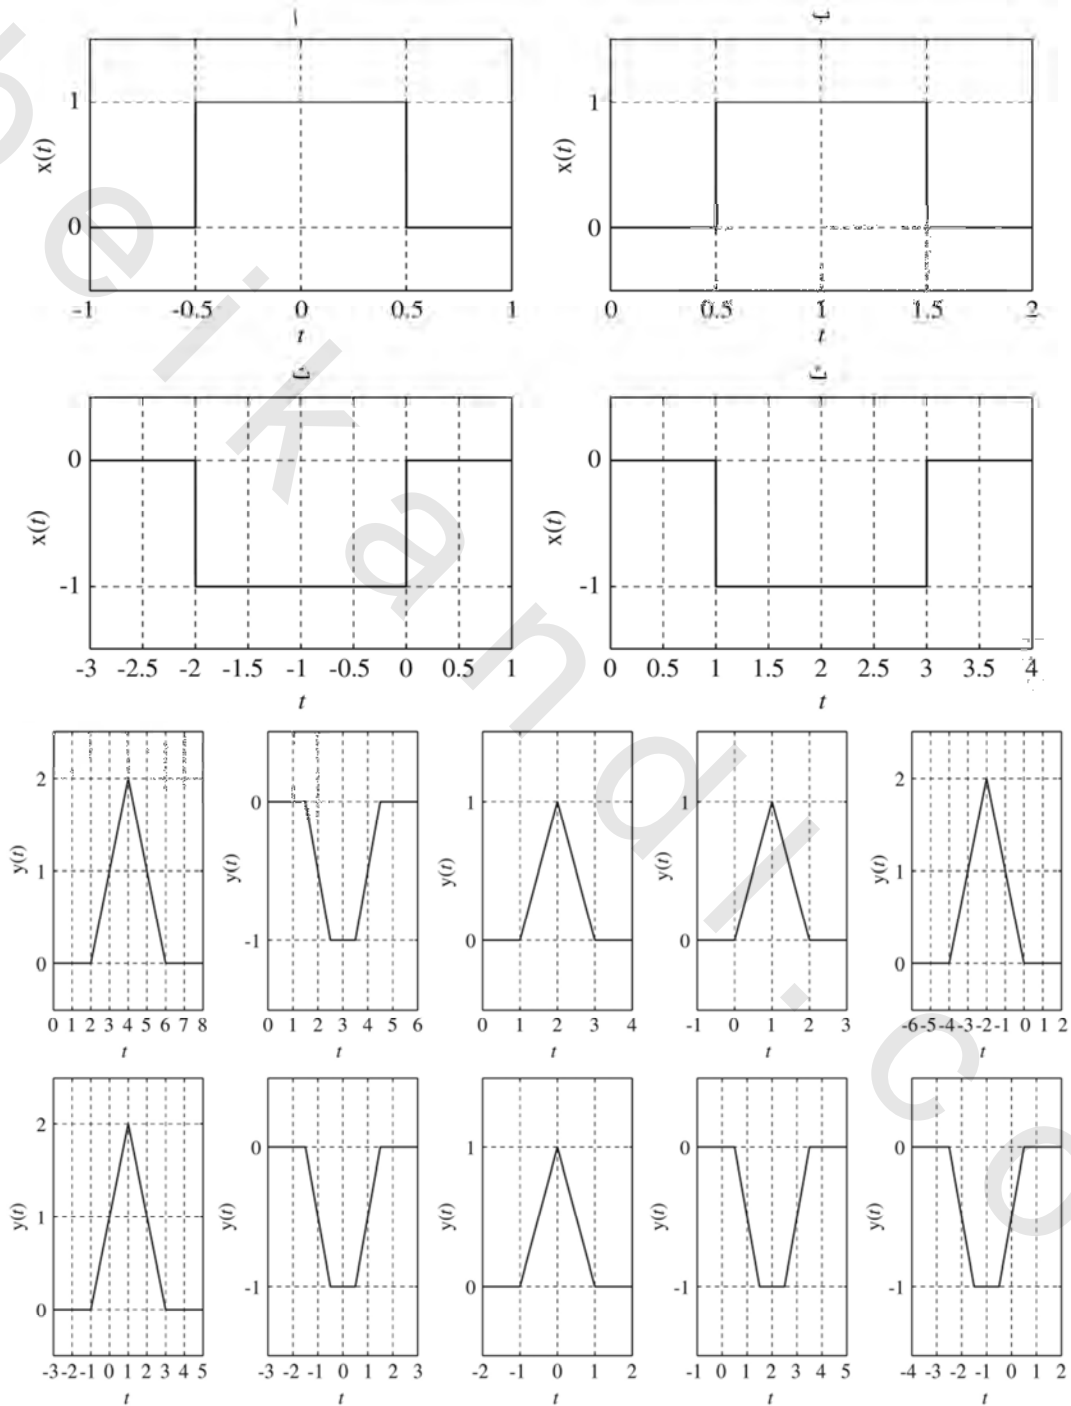 أ ب
1 1
x(t) x(t)
0 0
-1 -0.5 0 0.5 1 0 0.5 1 1.5 2
t t
ت ث
0 0
x(t) x(t)
-1 -1
-3 -2.5 -2 -1.5 -1 -0.5 0 0.5 1 0 0.5 1 1.5 2 2.5 3 3.5 4
t t
2 0 1 1 2
y(t) 1 y(t) y(t) y(t) y(t) 1
0 -1 0 0 0
0 1 2 3 4 5 6 7 8 0 1 2 3 4 5 6 0 1 2 3 4 -1 0 1 2 3 -6 -5 -4 -3 -2 -1 0 1 2
t t t t t
2 0 1 0 0
y(t) 1 y(t) y(t) y(t) y(t)
0 -1 0 -1 -1
-3 -2 -1 0 1 2 3 4 5 -3 -2 -1 0 1 2 3 -2 -1 0 1 2 -1 0 1 2 3 4 5 -4 -3 -2 -1 0 1 2
t t t t t
beikandl.co